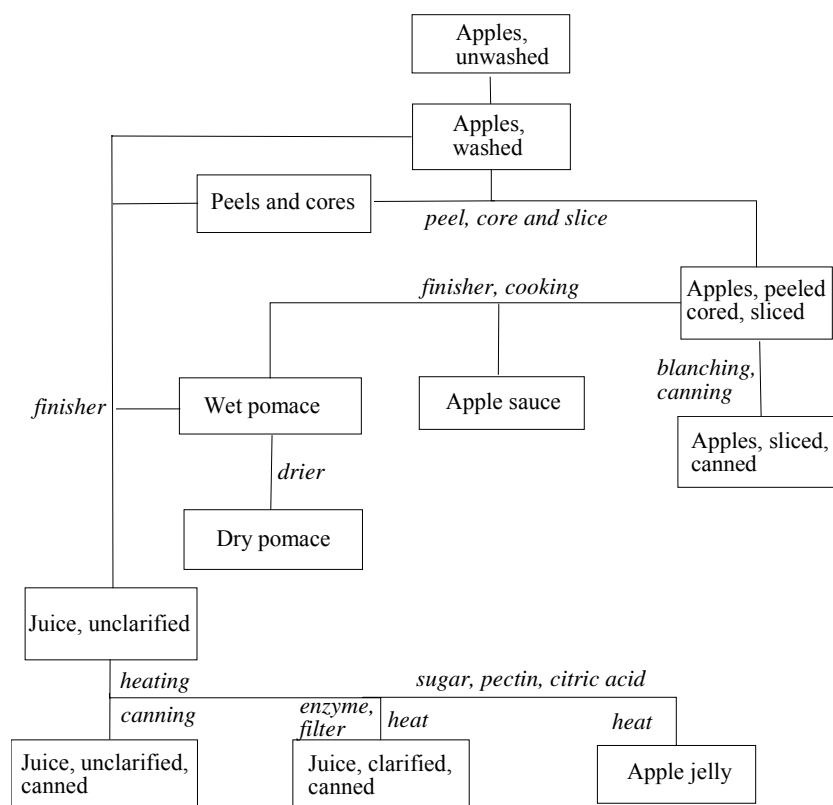 Apples,
unwashed
Apples,
washed
Peels and cores
peel, core and slice
finisher, cooking
Apples, peeled
cored, sliced
blanching,
canning
finisher
Wet pomace
Apple sauce
Apples, sliced,
canned
drier
Dry pomace
Juice, unclarified
heating
sugar, pectin, citric acid
canning
enzyme,
filter
heat
heat
Juice, unclarified,
canned
Juice, clarified,
canned
Apple jelly